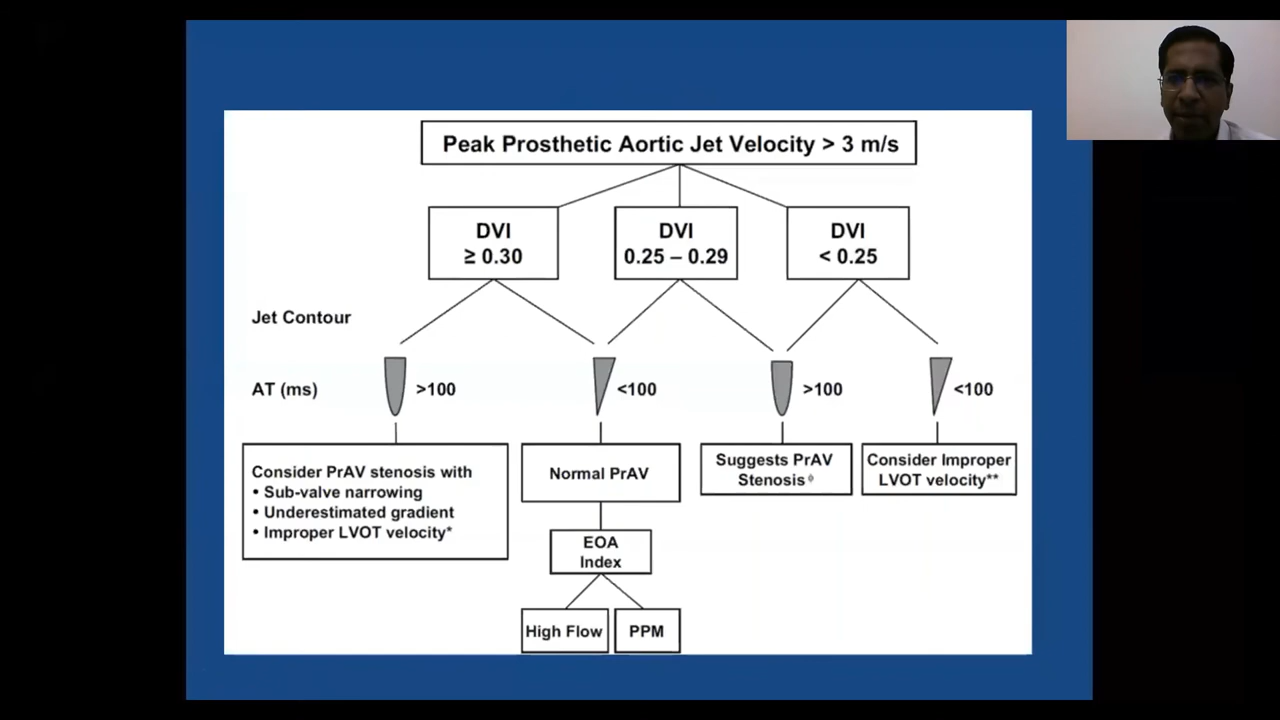 Peak Prosthetic Aortic Jet Velocity > 3 m/s
DVI
≥ 0.30
DVI
0.25 – 0.29
DVI
< 0.25
Jet Contour
AT (ms)
>100
<100
>100
<100
Consider PrAV stenosis with
• Sub-valve narrowing
• Underestimated gradient
• Improper LVOT velocity*
Normal PrAV
Suggests PrAV
Stenosis◊
Consider Improper
LVOT velocity**
EOA
Index
High Flow
PPM